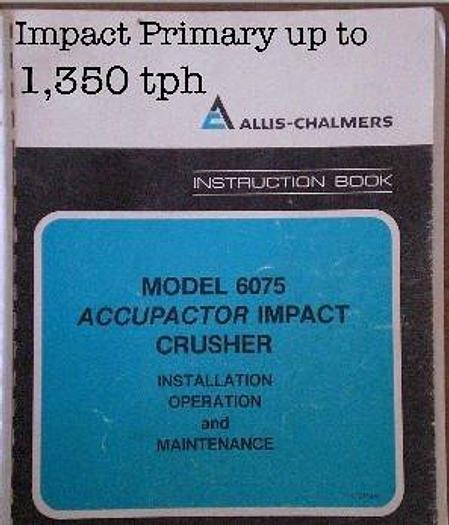 Impact Primary up to
1,350 tph
ALLIS-CHALMERS
INSTRUCTION BOOK
MODEL 6075
ACCUPACTOR IMPACT
CRUSHER
INSTALLATION
OPERATION
and
MAINTENANCE